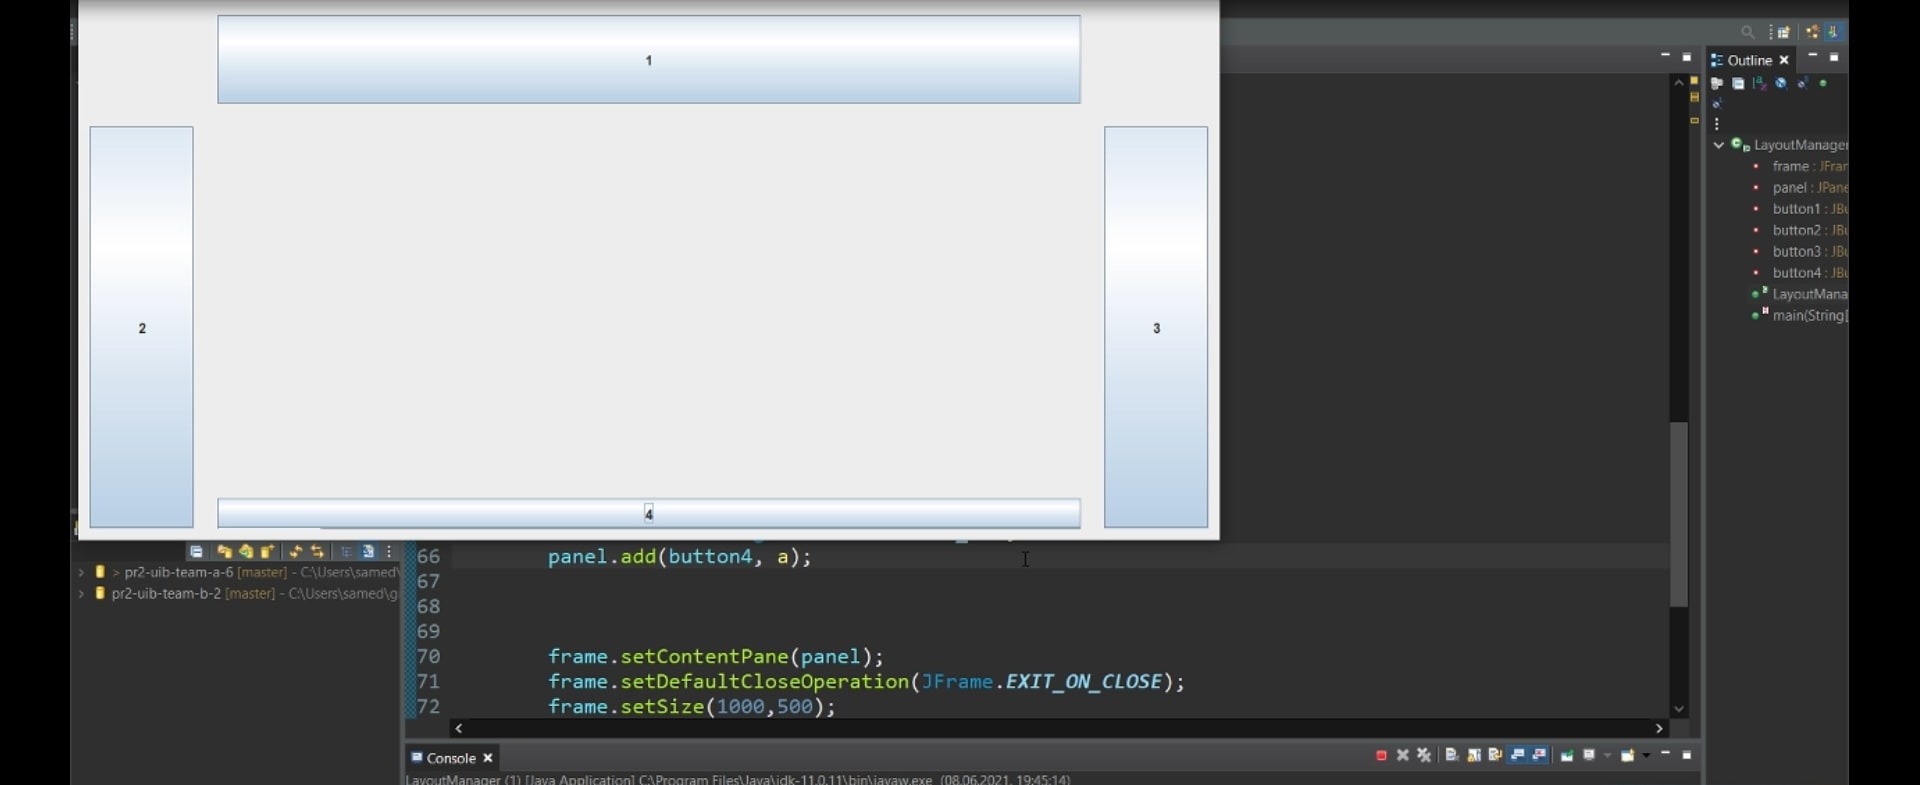 1
2
3
4
Outline
LayoutManager
frame : JFra
panel : JPane
button1 : JBu
button2 : JBu
button3 : JBu
button4 : JBu
LayoutMana
main(String[
> pr2-uib-team-a-6 [master] - C:\Users\samed\
pr2-uib-team-b-2 [master] - C:\Users\samed\g
66 panel.add(button4, a);
67
68
69
70 frame.setContentPane(panel);
71 frame.setDefaultCloseOperation(JFrame.EXIT_ON_CLOSE);
72 frame.setSize(1000,500);
Console
LayoutManager (1) [Java Application] C:\Program Files\Java\jdk-11.0.11\bin\javaw.exe (08.06.2021, 19:45:14)